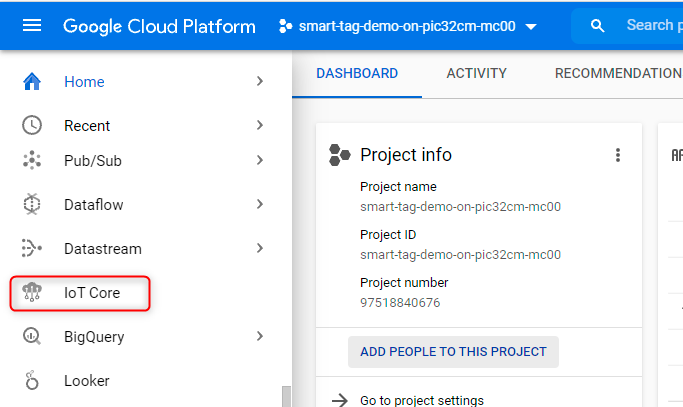 Google Cloud Platform
smart-tag-demo-on-pic32cm-mc00
Search p
Home
Recent
Pub/Sub
Dataflow
Datastream
IoT Core
BigQuery
Looker
DASHBOARD
ACTIVITY
RECOMMENDATION
Project info
Project name
smart-tag-demo-on-pic32cm-mc00
Project ID
smart-tag-demo-on-pic32cm-mc00
Project number
97518840676
ADD PEOPLE TO THIS PROJECT
Go to project settings